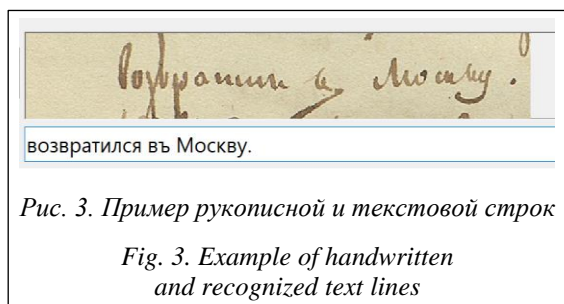 возвратился въ Москву.
возвратился въ Москву.
Рис. 3. Пример рукописной и текстовой строк
Fig. 3. Example of handwritten
and recognized text lines